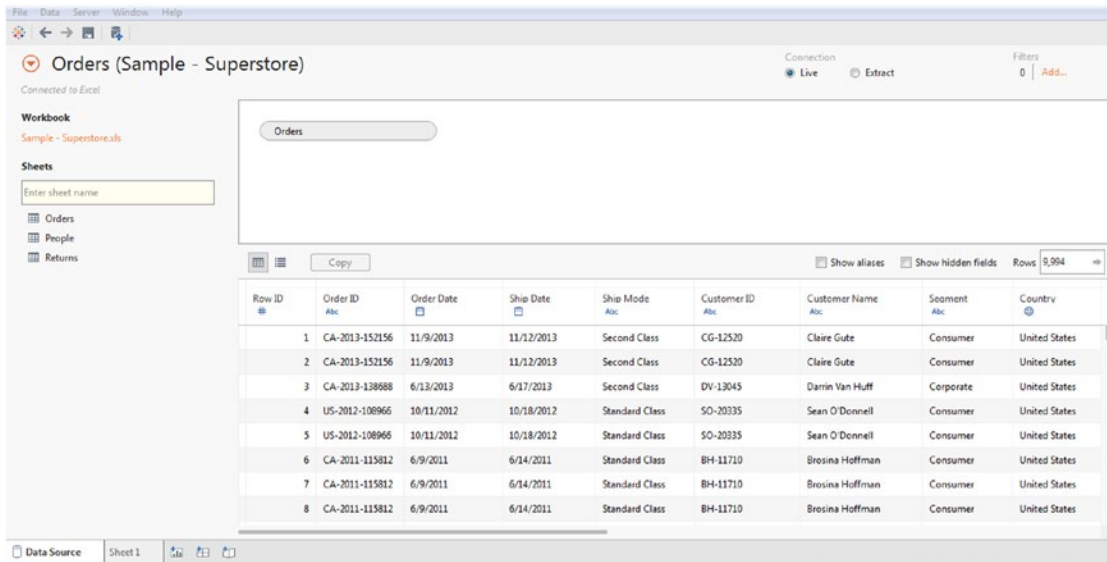 File Data Server Window Help
Orders (Sample - Superstore)
Connection
Live Extract
Filters
0 Add...
Connected to Excel
Workbook
Sample - Superstore.xls
Sheets
Enter sheet name
Orders
People
Returns
Orders
Copy
Show aliases Show hidden fields Rows 9,994
Row ID Order ID Order Date Ship Date Ship Mode Customer ID Customer Name Segment Country
# Abc Abc Abc Abc Abc
1 CA-2013-152156 11/9/2013 11/12/2013 Second Class CG-12520 Claire Gute Consumer United States
2 CA-2013-152156 11/9/2013 11/12/2013 Second Class CG-12520 Claire Gute Consumer United States
3 CA-2013-138688 6/13/2013 6/17/2013 Second Class DV-13045 Darrin Van Huff Corporate United States
4 US-2012-108966 10/11/2012 10/18/2012 Standard Class SO-20335 Sean O'Donnell Consumer United States
5 US-2012-108966 10/11/2012 10/18/2012 Standard Class SO-20335 Sean O'Donnell Consumer United States
6 CA-2011-115812 6/9/2011 6/14/2011 Standard Class BH-11710 Brosina Hoffman Consumer United States
7 CA-2011-115812 6/9/2011 6/14/2011 Standard Class BH-11710 Brosina Hoffman Consumer United States
8 CA-2011-115812 6/9/2011 6/14/2011 Standard Class BH-11710 Brosina Hoffman Consumer United States
Data Source Sheet 1